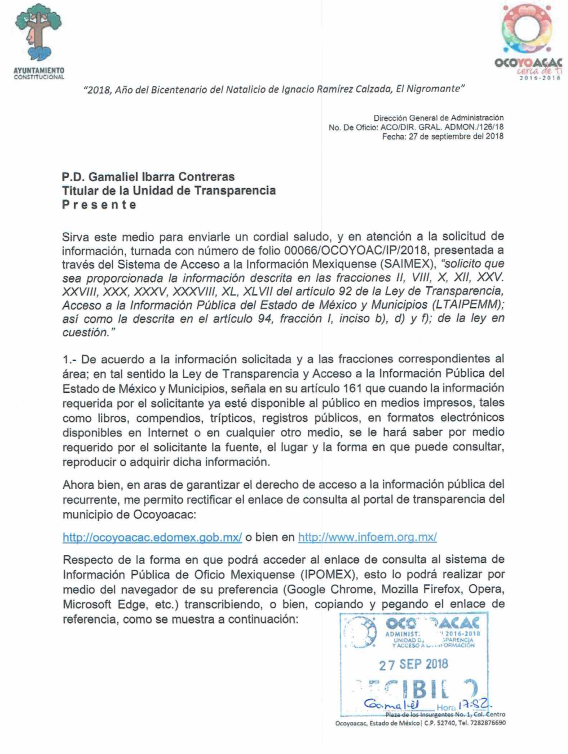 AYUNTAMIENTO
CONSTITUCIONAL
OCOYOACAC
cerca de ti
2016-2018
“2018, Año del Bicentenario del Natalicio de Ignacio Ramírez Calzada, El Nigromante”
Dirección General de Administración
No. De Oficio: ACO/DIR. GRAL. ADMON./126/18
Fecha: 27 de septiembre del 2018
P.D. Gamaliel Ibarra Contreras
Titular de la Unidad de Transparencia
P r e s e n t e
Sirva este medio para enviarle un cordial saludo, y en atención a la solicitud de
información, turnada con número de folio 00066/OCOYOAC/IP/2018, presentada a
través del Sistema de Acceso a la Información Mexiquense (SAIMEX), “solicito que
sea proporcionada la información descrita en las fracciones II, VIII, X, XII, XXV.
XXVIII, XXX, XXXV, XXXVIII, XL, XLVII del artículo 92 de la Ley de Transparencia,
Acceso a la Información Pública del Estado de México y Municipios (LTAIPEMM);
así como la descrita en el artículo 94, fracción I, inciso b), d) y f); de la ley en
cuestión.”
1.- De acuerdo a la información solicitada y a las fracciones correspondientes al
área; en tal sentido la Ley de Transparencia y Acceso a la Información Pública del
Estado de México y Municipios, señala en su artículo 161 que cuando la información
requerida por el solicitante ya esté disponible al público en medios impresos, tales
como libros, compendios, trípticos, registros públicos, en formatos electrónicos
disponibles en Internet o en cualquier otro medio, se le hará saber por medio
requerido por el solicitante la fuente, el lugar y la forma en que puede consultar,
reproducir o adquirir dicha información.
Ahora bien, en aras de garantizar el derecho de acceso a la información pública del
recurrente, me permito rectificar el enlace de consulta al portal de transparencia del
municipio de Ocoyoacac:
http://ocoyoacac.edomex.gob.mx/ o bien en http://www.infoem.org.mx/
Respecto de la forma en que podrá acceder al enlace de consulta al sistema de
Información Pública de Oficio Mexiquense (IPOMEX), esto lo podrá realizar por
medio del navegador de su preferencia (Google Chrome, Mozilla Firefox, Opera,
Microsoft Edge, etc.) transcribiendo, o bien, copiando y pegando el enlace de
referencia, como se muestra a continuación:
2016-2018
UNIDAD
Y ACCESO
27 SEP 2018
Gamaliel Hora
Plaza de los Insurgentes No. 1, Col. Centro
Ocoyoacac, Estado de México| C.P. 52740, Tel. 7282876690